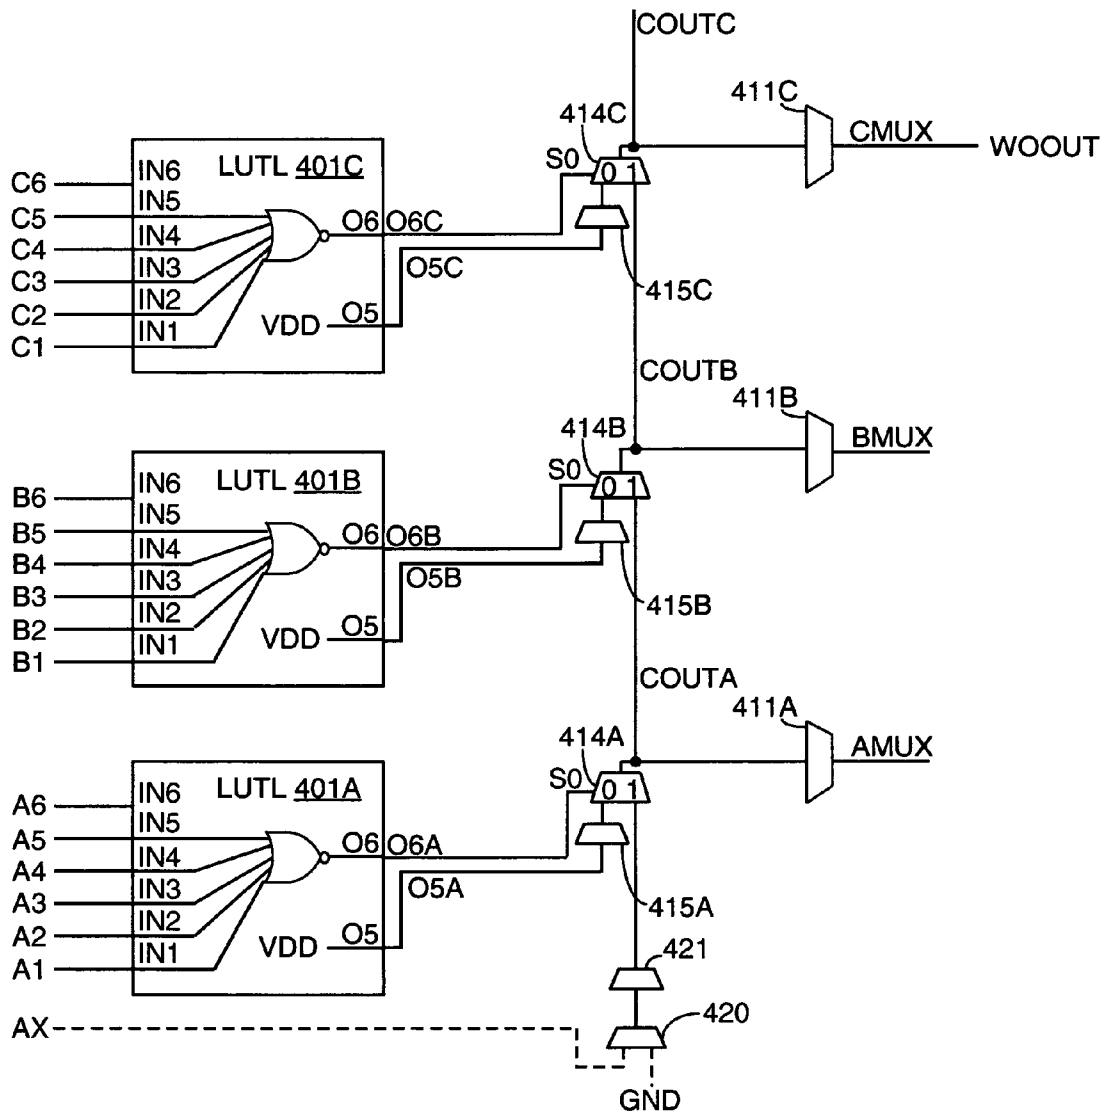 COUTC
411C
414C
CMUX
WOOUT
LUTL 401C
S0
0 1
C6
IN6
C5
IN5
C4
IN4
C3
IN3
C2
IN2
C1
IN1
O6
O6C
O5C
VDD
O5
415C
COUTB
411B
414B
BMUX
LUTL 401B
S0
0 1
B6
IN6
B5
IN5
B4
IN4
B3
IN3
B2
IN2
B1
IN1
O6
O6B
O5B
VDD
O5
415B
COUTA
411A
414A
AMUX
LUTL 401A
S0
0 1
A6
IN6
A5
IN5
A4
IN4
A3
IN3
A2
IN2
A1
IN1
O6
O6A
O5A
VDD
O5
415A
421
AX
420
GND